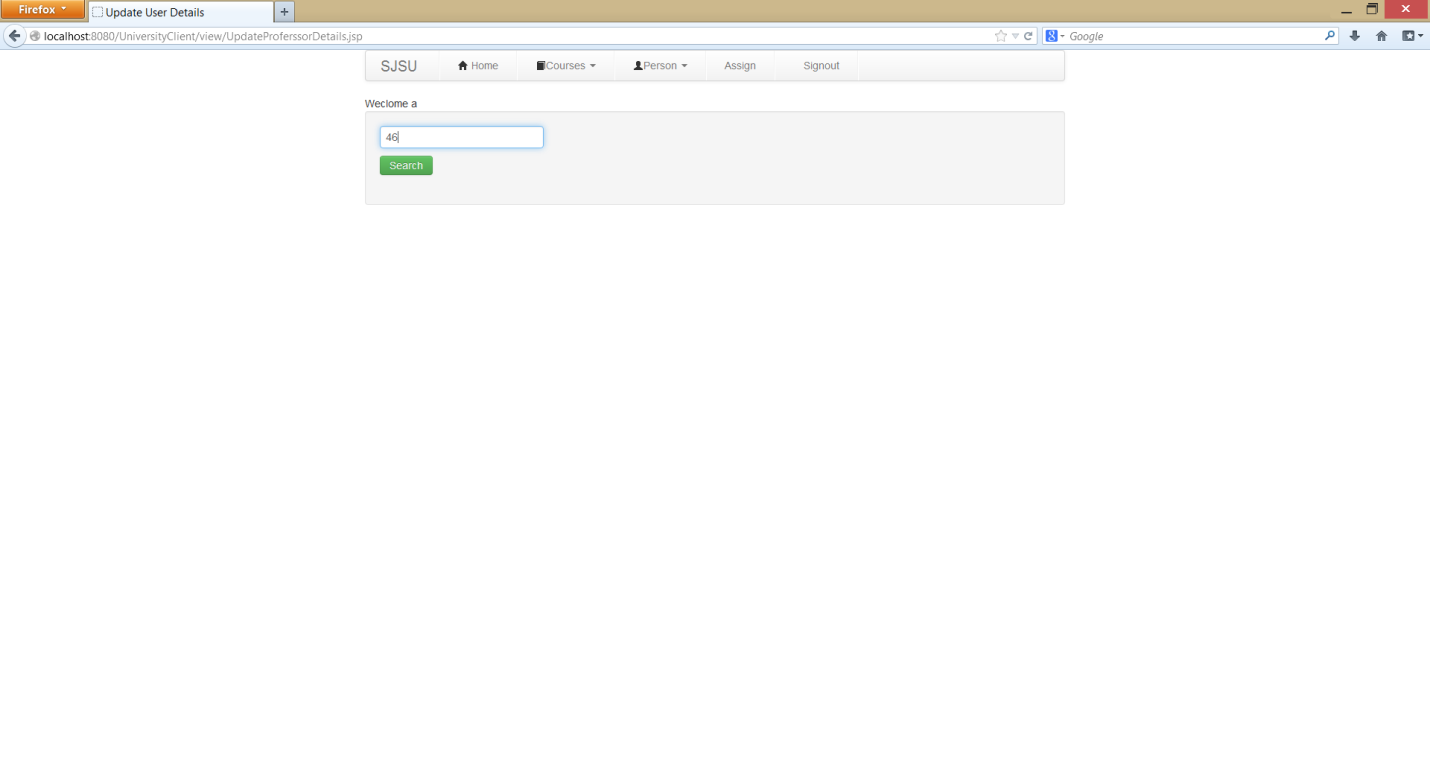 Firefox
Update User Details
localhost:8080/UniversityClient/view/UpdateProferssorDetails.jsp
Google
SJSU Home Courses Person Assign Signout
Weclome a
46
Search